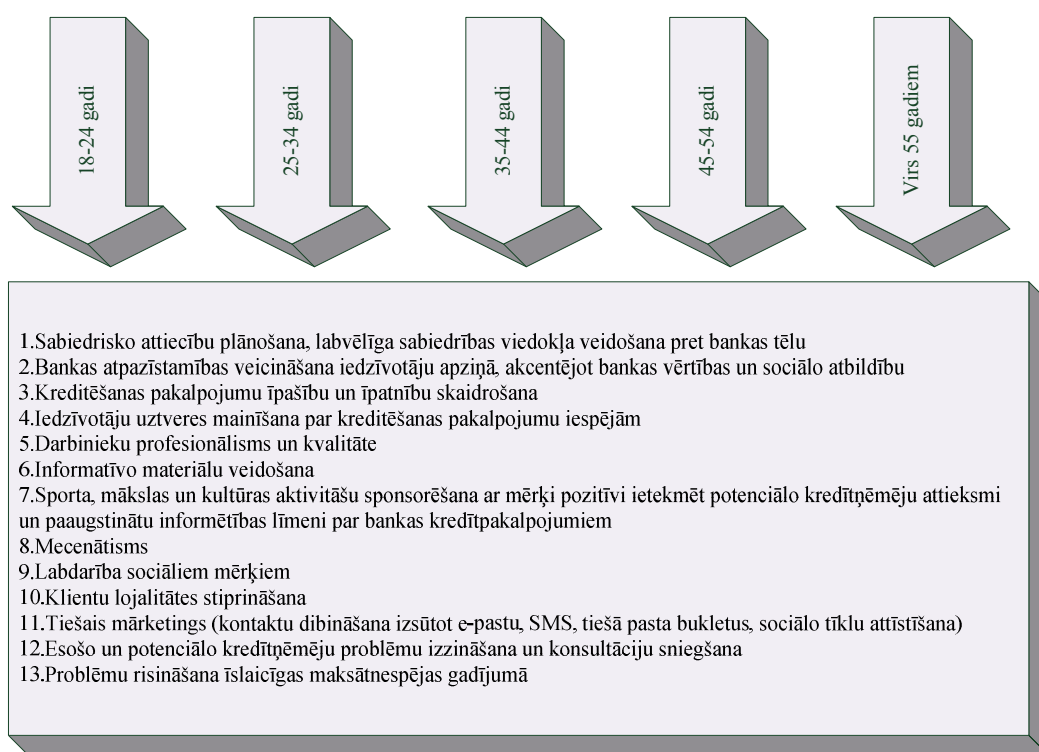 18-24 gadi
25-34 gadi
35-44 gadi
45-54 gadi
Virs 55 gadiem
1.Sabiedrisko attiecību plānošana, labvēlīga sabiedrības viedokļa veidošana pret bankas tēlu
2.Bankas atpazīstamības veicināšana iedzīvotāju apziņā, akcentējot bankas vērtības un sociālo atbildību
3.Kreditēšanas pakalpojumu īpašību un īpatnību skaidrošana
4.Iedzīvotāju uztveres mainīšana par kreditēšanas pakalpojumu iespējām
5.Darbinieku profesionālisms un kvalitāte
6.Informatīvo materiālu veidošana
7.Sporta, mākslas un kultūras aktivitāšu sponsorēšana ar mērķi pozitīvi ietekmēt potenciālo kredītņēmēju attieksmi
un paaugstinātu informētības līmeni par bankas kredītpakalpojumiem
8.Mecenātisms
9.Labdarība sociāliem mērķiem
10.Klientu lojalitātes stiprināšana
11.Tiešais mārketings (kontaktu dibināšana izsūtot e-pastu, SMS, tiešā pasta bukletus, sociālo tīklu attīstīšana)
12.Esošo un potenciālo kredītņēmēju problēmu izzināšana un konsultāciju sniegšana
13.Problēmu risināšana īslaicīgas maksātnespējas gadījumā